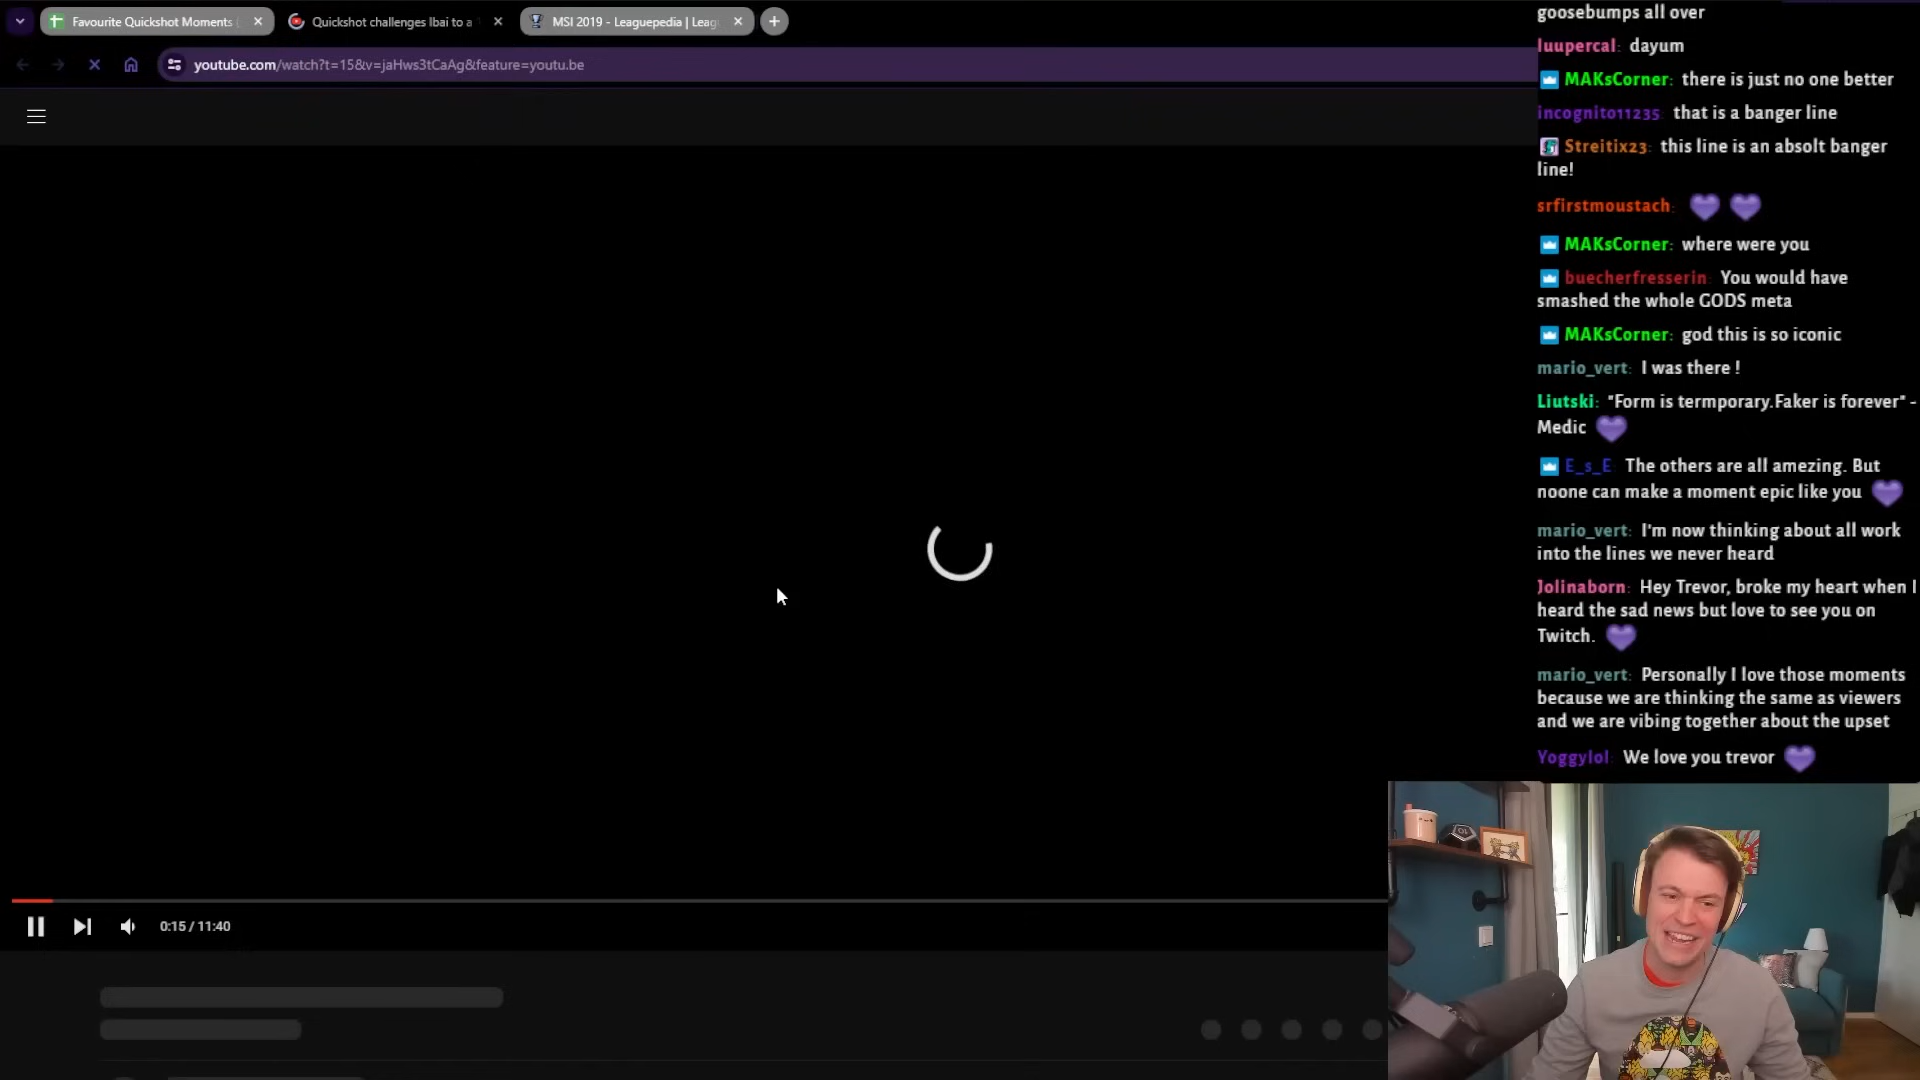 Favourite Quickshot Moments
Quickshot challenges Ibai to a
MSI 2019 - Leaguepedia | Leag
youtube.com/watch?t=15&v=jaHws3tCaAg&feature=youtu.be
0:15 / 11:40
goosebumps all over
luupercal: dayum
MAKsCorner: there is just no one better
incognito11235: that is a banger line
Streitix23: this line is an absolt banger
line!
srfirstmoustach:
MAKsCorner: where were you
buecherfresserin: You would have
smashed the whole GODS meta
MAKsCorner: god this is so iconic
mario_vert: I was there !
Liutski: "Form is termporary.Faker is forever" -
Medic
E_s_E: The others are all amezing. But
noone can make a moment epic like you
mario_vert: I'm now thinking about all work
into the lines we never heard
Jolinaborn: Hey Trevor, broke my heart when I
heard the sad news but love to see you on
Twitch.
mario_vert: Personally I love those moments
because we are thinking the same as viewers
and we are vibing together about the upset
Yoggylol: We love you trevor